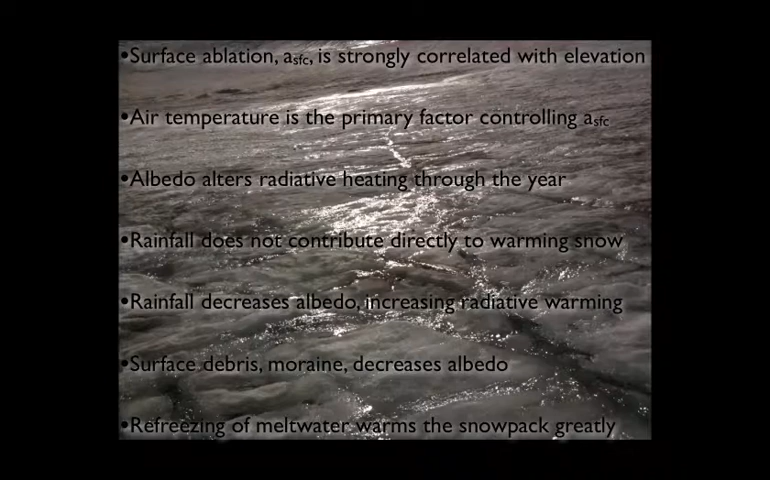 •Surface ablation, asfc, is strongly correlated with elevation
•Air temperature is the primary factor controlling asfc
•Albedo alters radiative heating through the year
•Rainfall does not contribute directly to warming snow
•Rainfall decreases albedo, increasing radiative warming
•Surface debris, moraine, decreases albedo
•Refreezing of meltwater warms the snowpack greatly